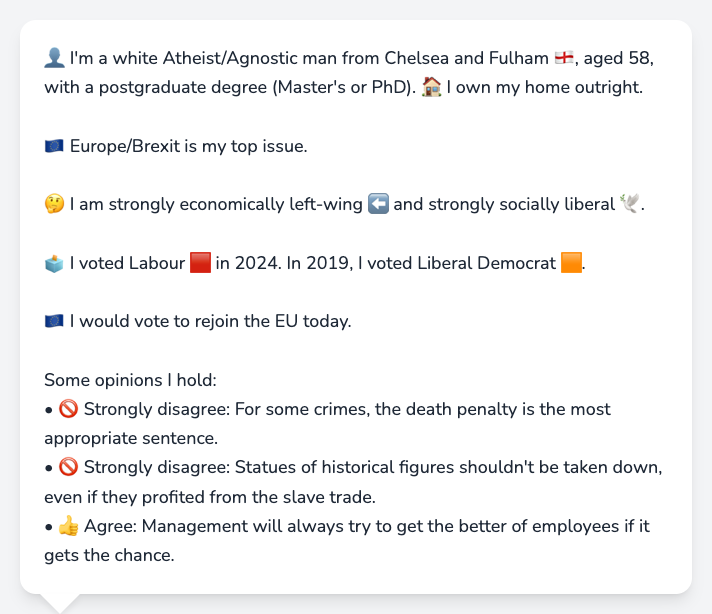 👤 I'm a white Atheist/Agnostic man from Chelsea and Fulham 🏴󠁧󠁢󠁥󠁮󠁧󠁿, aged 58,
with a postgraduate degree (Master's or PhD). 🏠 I own my home outright.
🇪🇺 Europe/Brexit is my top issue.
🤔 I am strongly economically left-wing ⬅️ and strongly socially liberal 🕊️.
🗳️ I voted Labour 🟥 in 2024. In 2019, I voted Liberal Democrat 🟧.
🇪🇺 I would vote to rejoin the EU today.
Some opinions I hold:
• 🚫 Strongly disagree: For some crimes, the death penalty is the most
appropriate sentence.
• 🚫 Strongly disagree: Statues of historical figures shouldn't be taken down,
even if they profited from the slave trade.
• 👍 Agree: Management will always try to get the better of employees if it
gets the chance.